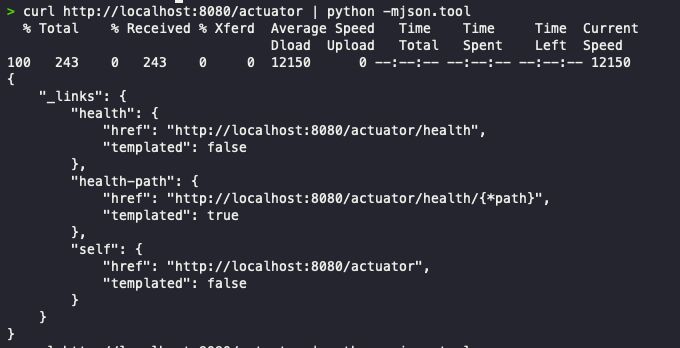 > curl http://localhost:8080/actuator | python -mjson.tool
  % Total    % Received % Xferd  Average Speed   Time    Time     Time  Current
                                 Dload  Upload   Total   Spent    Left  Speed
100   243    0   243    0     0  12150      0 --:--:-- --:--:-- --:--:-- 12150
{
    "_links": {
        "health": {
            "href": "http://localhost:8080/actuator/health",
            "templated": false
        },
        "health-path": {
            "href": "http://localhost:8080/actuator/health/{*path}",
            "templated": true
        },
        "self": {
            "href": "http://localhost:8080/actuator",
            "templated": false
        }
    }
}